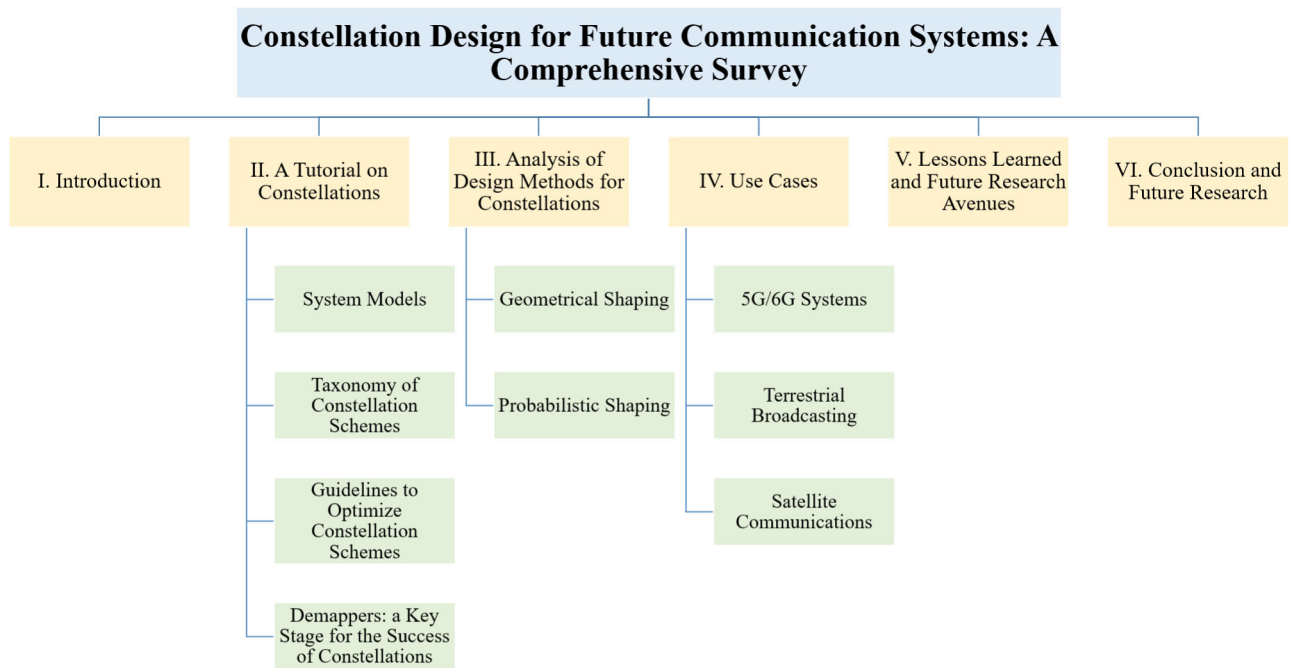 Constellation Design for Future Communication Systems: A
Comprehensive Survey
I. Introduction
II. A Tutorial on
Constellations
III. Analysis of
Design Methods for
Constellations
IV. Use Cases
V. Lessons Learned
and Future Research
Avenues
VI. Conclusion and
Future Research
System Models
Taxonomy of
Constellation
Schemes
Guidelines to
Optimize
Constellation
Schemes
Demappers: a Key
Stage for the Success
of Constellations
Geometrical Shaping
Probabilistic Shaping
5G/6G Systems
Terrestrial
Broadcasting
Satellite
Communications